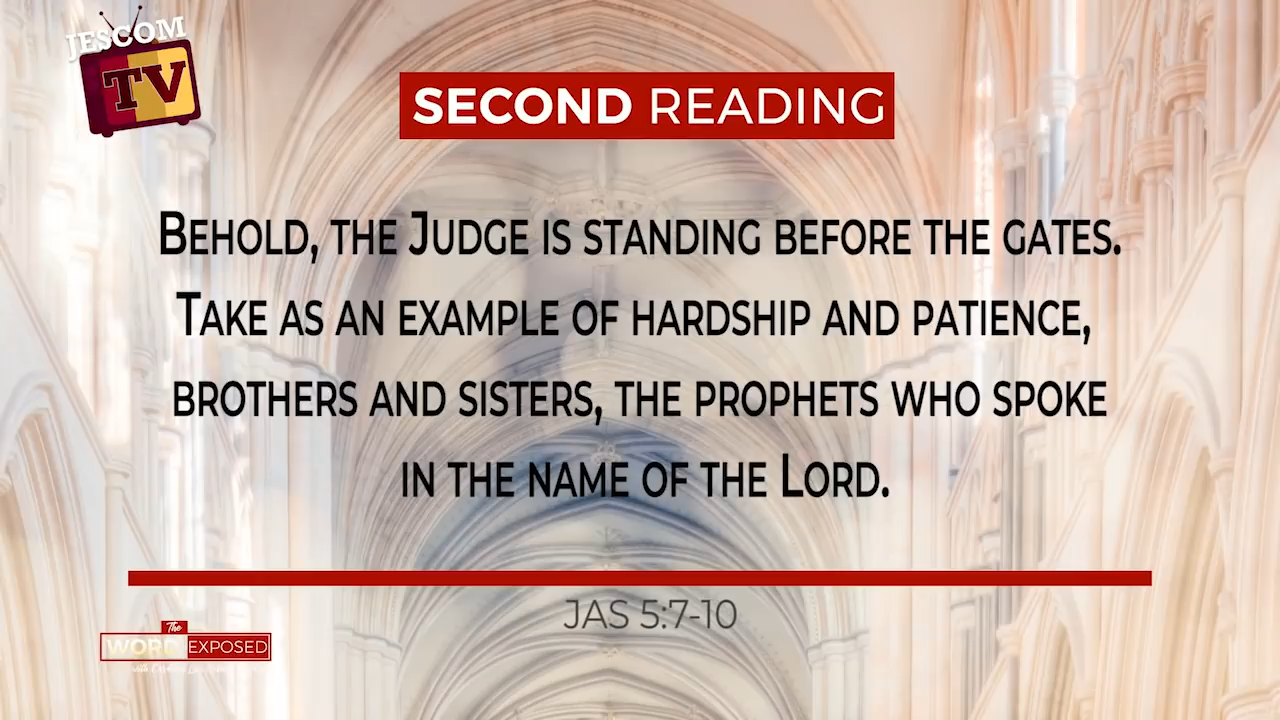 JESCOM
TV
SECOND READING
BEHOLD, THE JUDGE IS STANDING BEFORE THE GATES.
TAKE AS AN EXAMPLE OF HARDSHIP AND PATIENCE,
BROTHERS AND SISTERS, THE PROPHETS WHO SPOKE
IN THE NAME OF THE LORD.
JAS 5:7-10
The
WORD EXPOSED
with